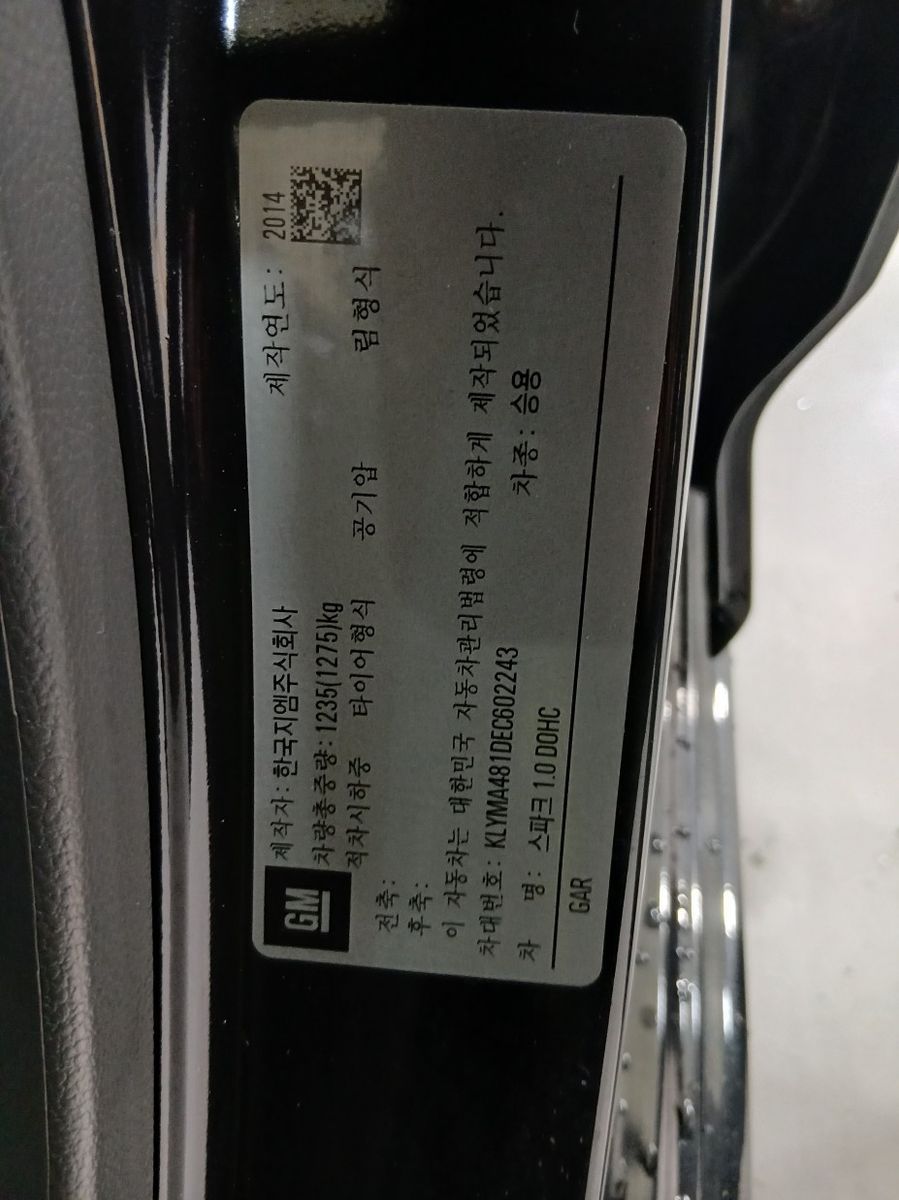 GM
제작자: 한국지엠주식회사 제작연도: 2014
차량총중량: 1235(1275)kg
적차시하중 타이어형식 공기압 림형식
전축:
후축:
이 자동차는 대한민국 자동차관리법령에 적합하게 제작되었습니다.
차대번호: KLYMA481DEC602243 차종: 승용
차 명: 스파크 1.0 DOHC
GAR